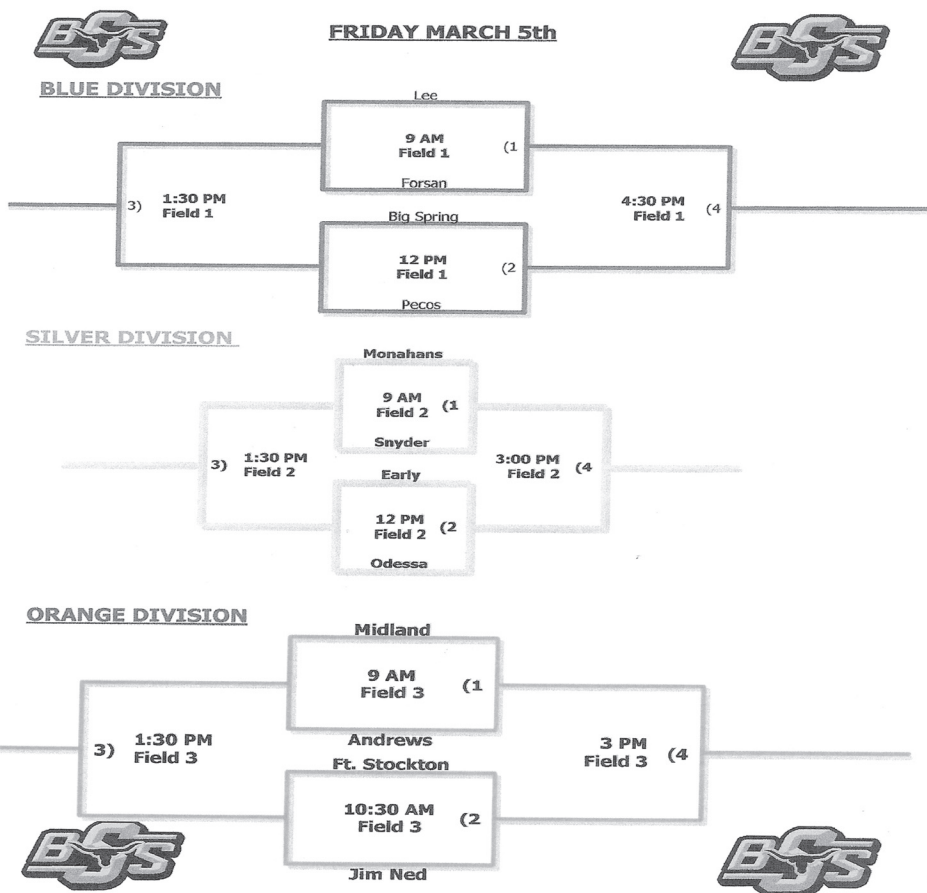 BSS
FRIDAY MARCH 5th
BSS
BLUE DIVISION
Lee
9 AM
Field 1
(1
Forsan
3)
1:30 PM
Field 1
4:30 PM
Field 1
(4
Big Spring
12 PM
Field 1
(2
Pecos
SILVER DIVISION
Monahans
9 AM
Field 2
(1
Snyder
3)
1:30 PM
Field 2
3:00 PM
Field 2
(4
Early
12 PM
Field 2
(2
Odessa
ORANGE DIVISION
Midland
9 AM
Field 3
(1
Andrews
3)
1:30 PM
Field 3
3 PM
Field 3
(4
Ft. Stockton
10:30 AM
Field 3
(2
Jim Ned
BSS
BSS